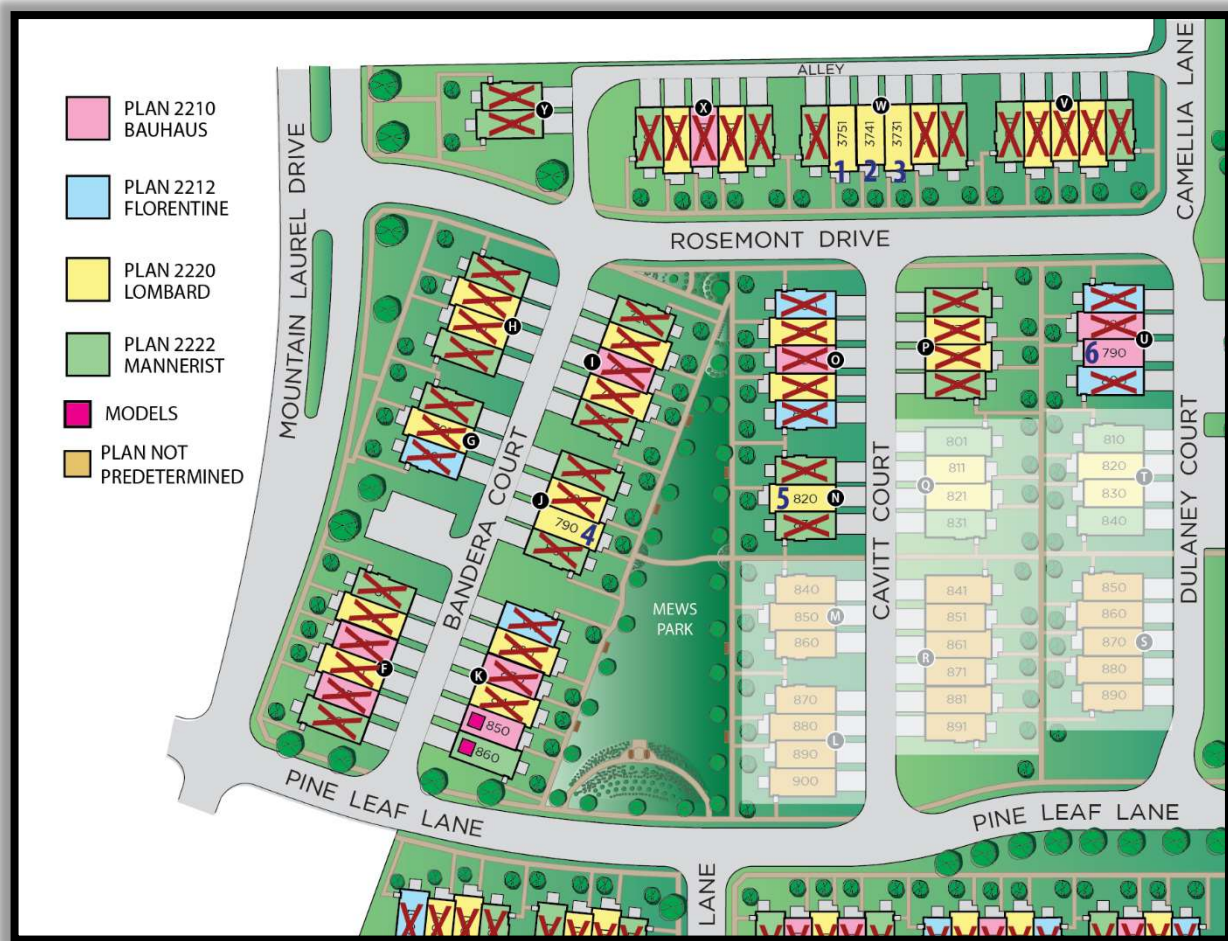 PLAN 2210
BAUHAUS
PLAN 2212
FLORENTINE
PLAN 2220
LOMBARD
PLAN 2222
MANNERIST
MODELS
PLAN NOT
PREDETERMINED
MOUNTAIN LAUREL DRIVE
ALLEY
CAMELLIA LANE
Y
X
W
V
3751
3741
3731
1
2
3
ROSEMONT DRIVE
H
I
G
BANDERA COURT
J
790
4
F
K
850
860
MEWS
PARK
O
5
820
N
P
6
790
U
CAVITT COURT
DULANEY COURT
801
811
821
831
Q
810
820
830
840
T
840
850
860
M
870
880
890
900
L
841
851
861
871
881
891
R
850
860
870
880
890
S
PINE LEAF LANE
PINE LEAF LANE
LANE